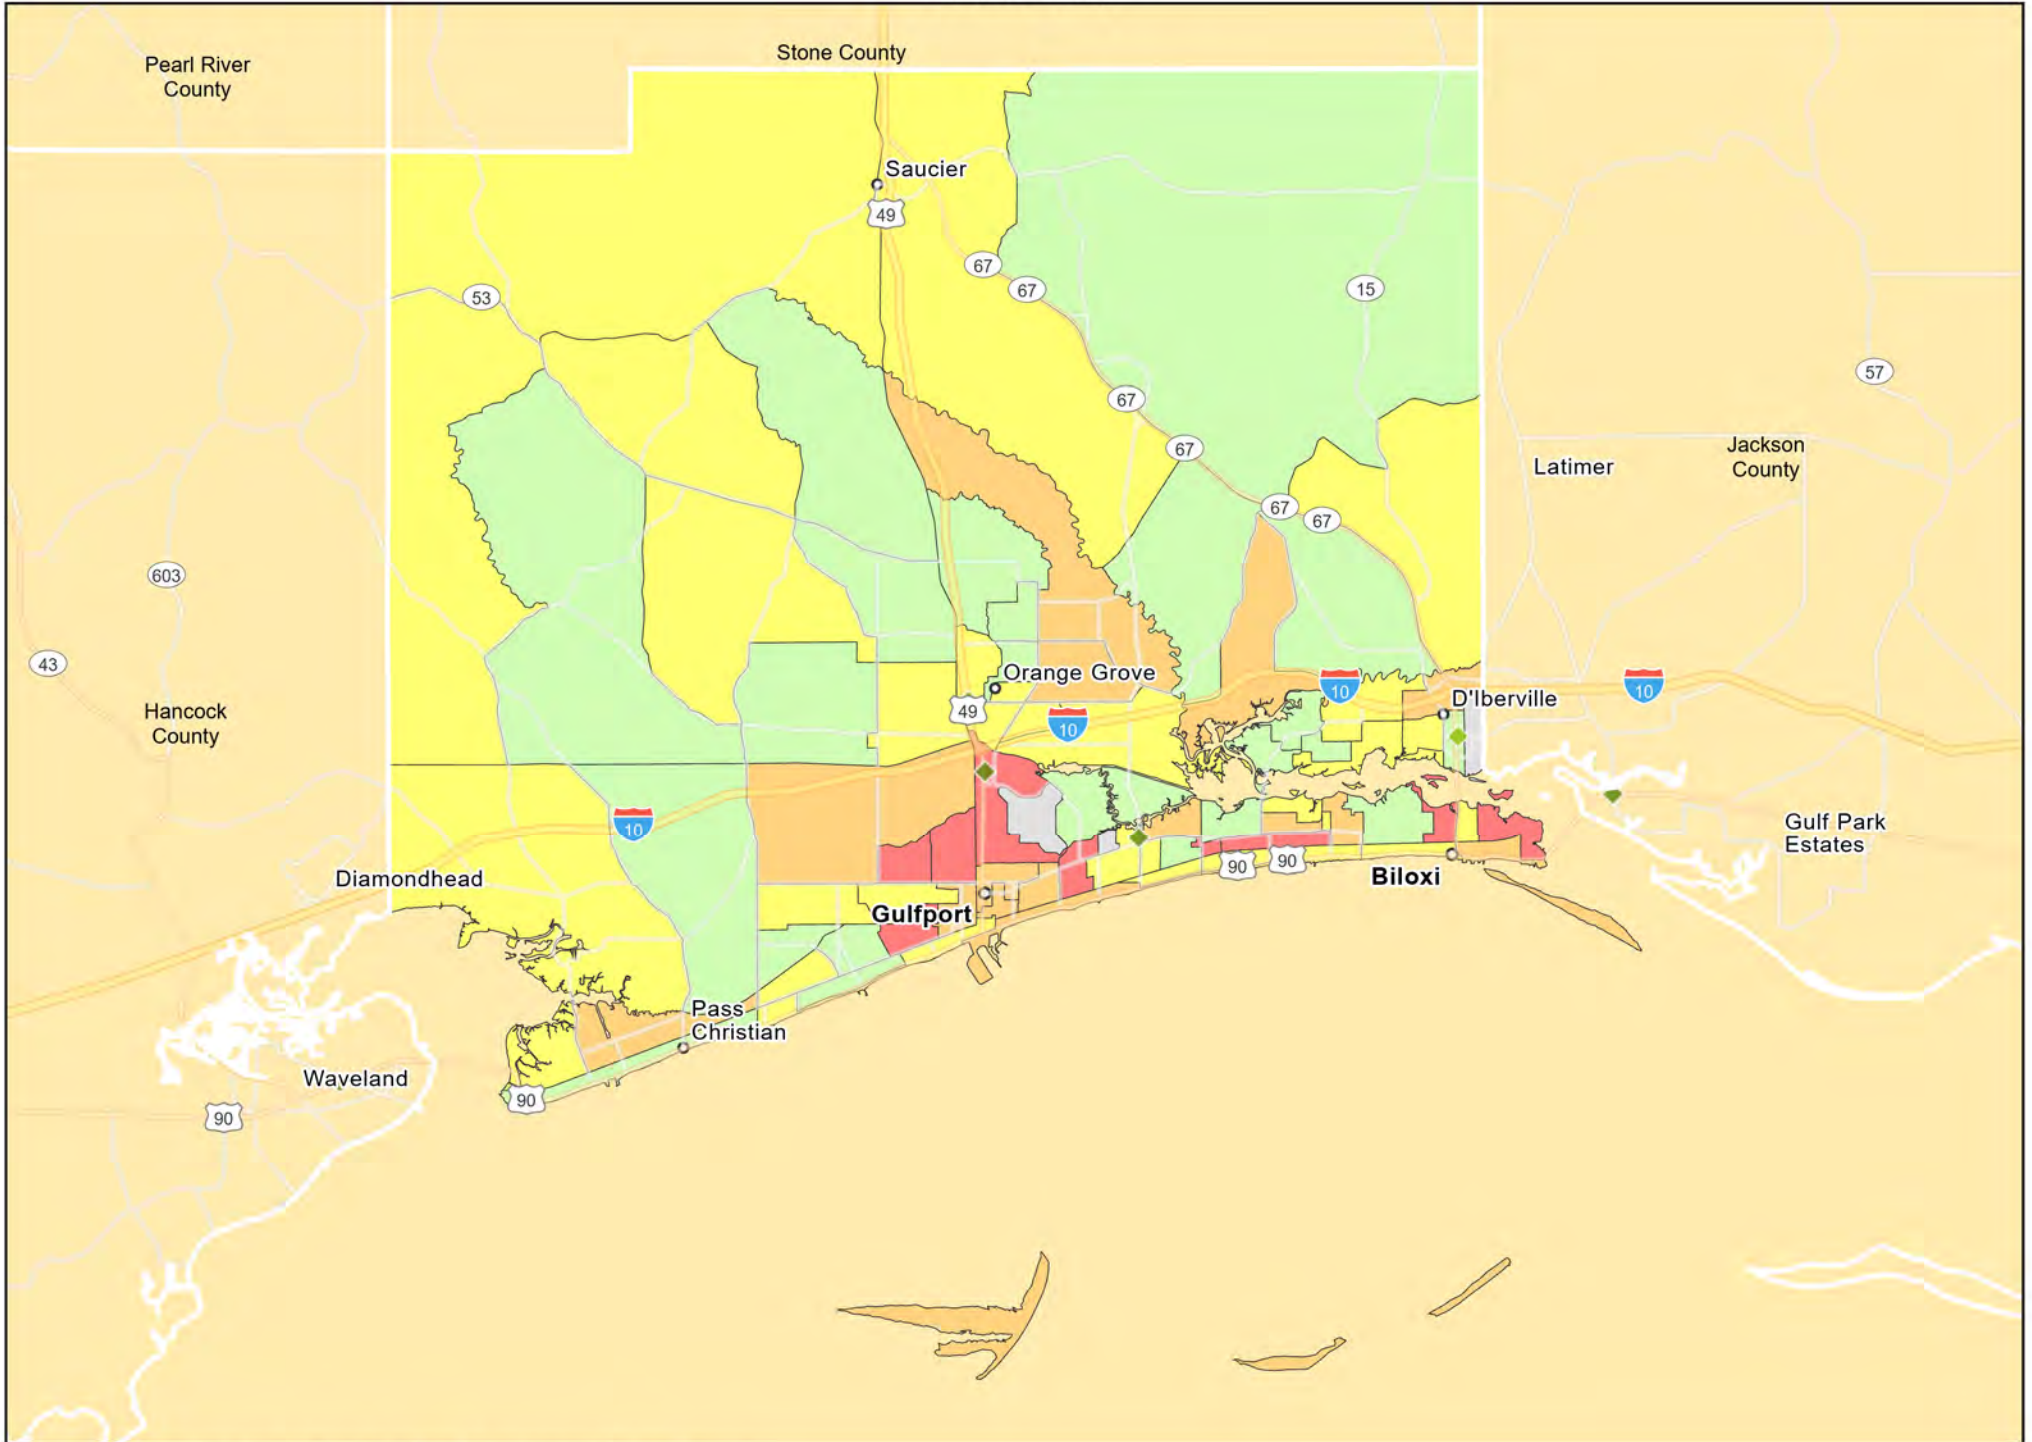 Stone County
Pearl River
County
Saucier
49
67
53
67
15
57
67
67
Jackson
County
Latimer
67
67
603
43
Orange Grove
10
10
D'Iberville
49
10
Hancock
County
10
Gulf Park
Estates
90
90
Biloxi
Diamondhead
Gulfport
Pass
Christian
Waveland
90
90